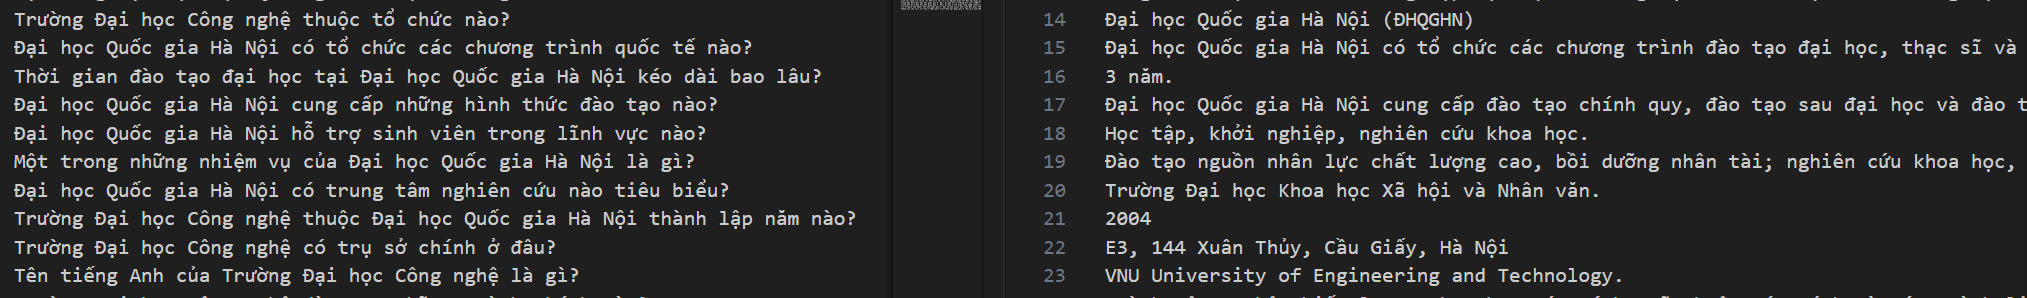 Trường Đại học Công nghệ thuộc tổ chức nào?
Đại học Quốc gia Hà Nội có tổ chức các chương trình quốc tế nào?
Thời gian đào tạo đại học tại Đại học Quốc gia Hà Nội kéo dài bao lâu?
Đại học Quốc gia Hà Nội cung cấp những hình thức đào tạo nào?
Đại học Quốc gia Hà Nội hỗ trợ sinh viên trong lĩnh vực nào?
Một trong những nhiệm vụ của Đại học Quốc gia Hà Nội là gì?
Đại học Quốc gia Hà Nội có trung tâm nghiên cứu nào tiêu biểu?
Trường Đại học Công nghệ thuộc Đại học Quốc gia Hà Nội thành lập năm nào?
Trường Đại học Công nghệ có trụ sở chính ở đâu?
Tên tiếng Anh của Trường Đại học Công nghệ là gì?
14 Đại học Quốc gia Hà Nội (ĐHQGHN)
15 Đại học Quốc gia Hà Nội có tổ chức các chương trình đào tạo đại học, thạc sĩ và
16 3 năm.
17 Đại học Quốc gia Hà Nội cung cấp đào tạo chính quy, đào tạo sau đại học và đào t
18 Học tập, khởi nghiệp, nghiên cứu khoa học.
19 Đào tạo nguồn nhân lực chất lượng cao, bồi dưỡng nhân tài; nghiên cứu khoa học,
20 Trường Đại học Khoa học Xã hội và Nhân văn.
21 2004
22 E3, 144 Xuân Thủy, Cầu Giấy, Hà Nội
23 VNU University of Engineering and Technology.